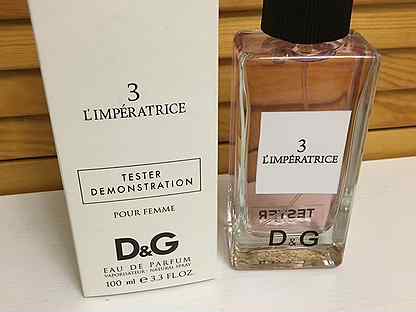 3
L'IMPÉRATRICE
TESTER
DEMONSTRATION
POUR FEMME
D&G
EAU DE PARFUM
VAPORISATEUR · NATURAL SPRAY
100 ml e 3.3 FL.OZ.
3
L'IMPÉRATRICE
TESTER
D&G